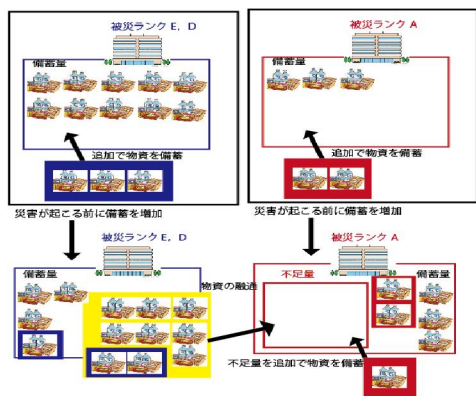 被災ランク E, D
備蓄量
追加で物資を備蓄
被災ランク A
備蓄量
追加で物資を備蓄
災害が起こる前に備蓄を増加
災害が起こる前に備蓄を増加
被災ランク E, D
備蓄量
物資の融通
被災ランク A
不足量
備蓄量
不足量を追加で物資を備蓄